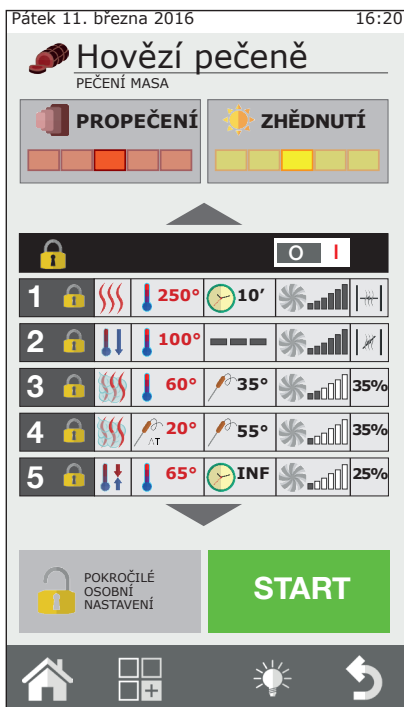 Pátek 11. března 2016 16:20
Hovězí pečeně
PEČENÍ MASA
PROPEČENÍ ZHĚDNUTÍ
O I
1 250° 10’
2 100°
3 60° 35° 35%
4 ΔT 20° 55° 35%
5 65° INF 25%
POKROČILÉ
OSOBNÍ
NASTAVENÍ
START